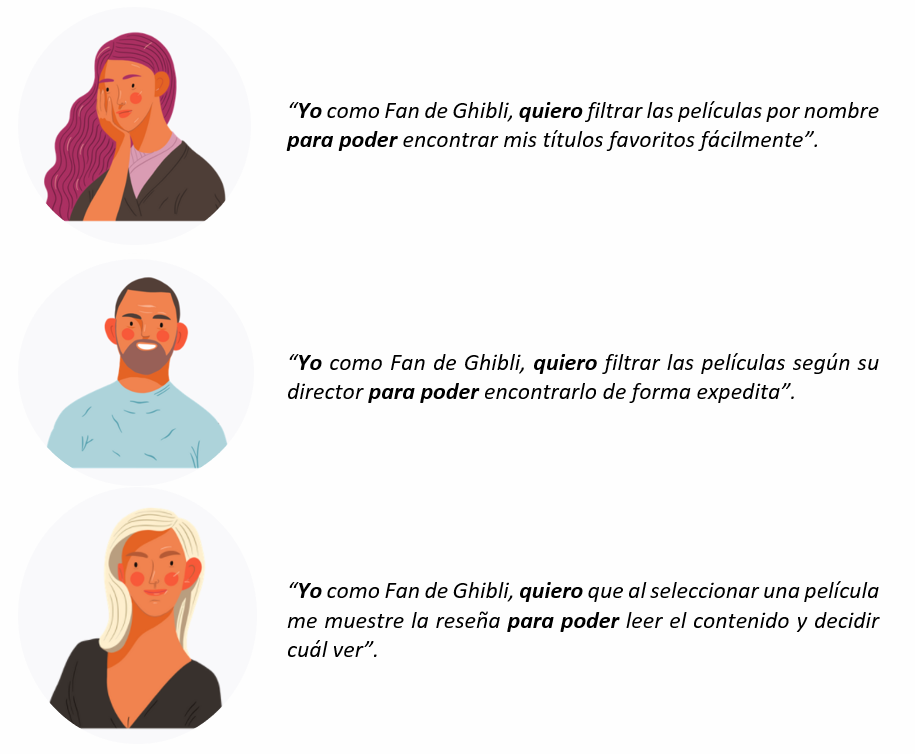 “Yo como Fan de Ghibli, quiero filtrar las películas por nombre
para poder encontrar mis títulos favoritos fácilmente”.
“Yo como Fan de Ghibli, quiero filtrar las películas según su
director para poder encontrarlo de forma expedita”.
“Yo como Fan de Ghibli, quiero que al seleccionar una película
me muestre la reseña para poder leer el contenido y decidir
cuál ver”.